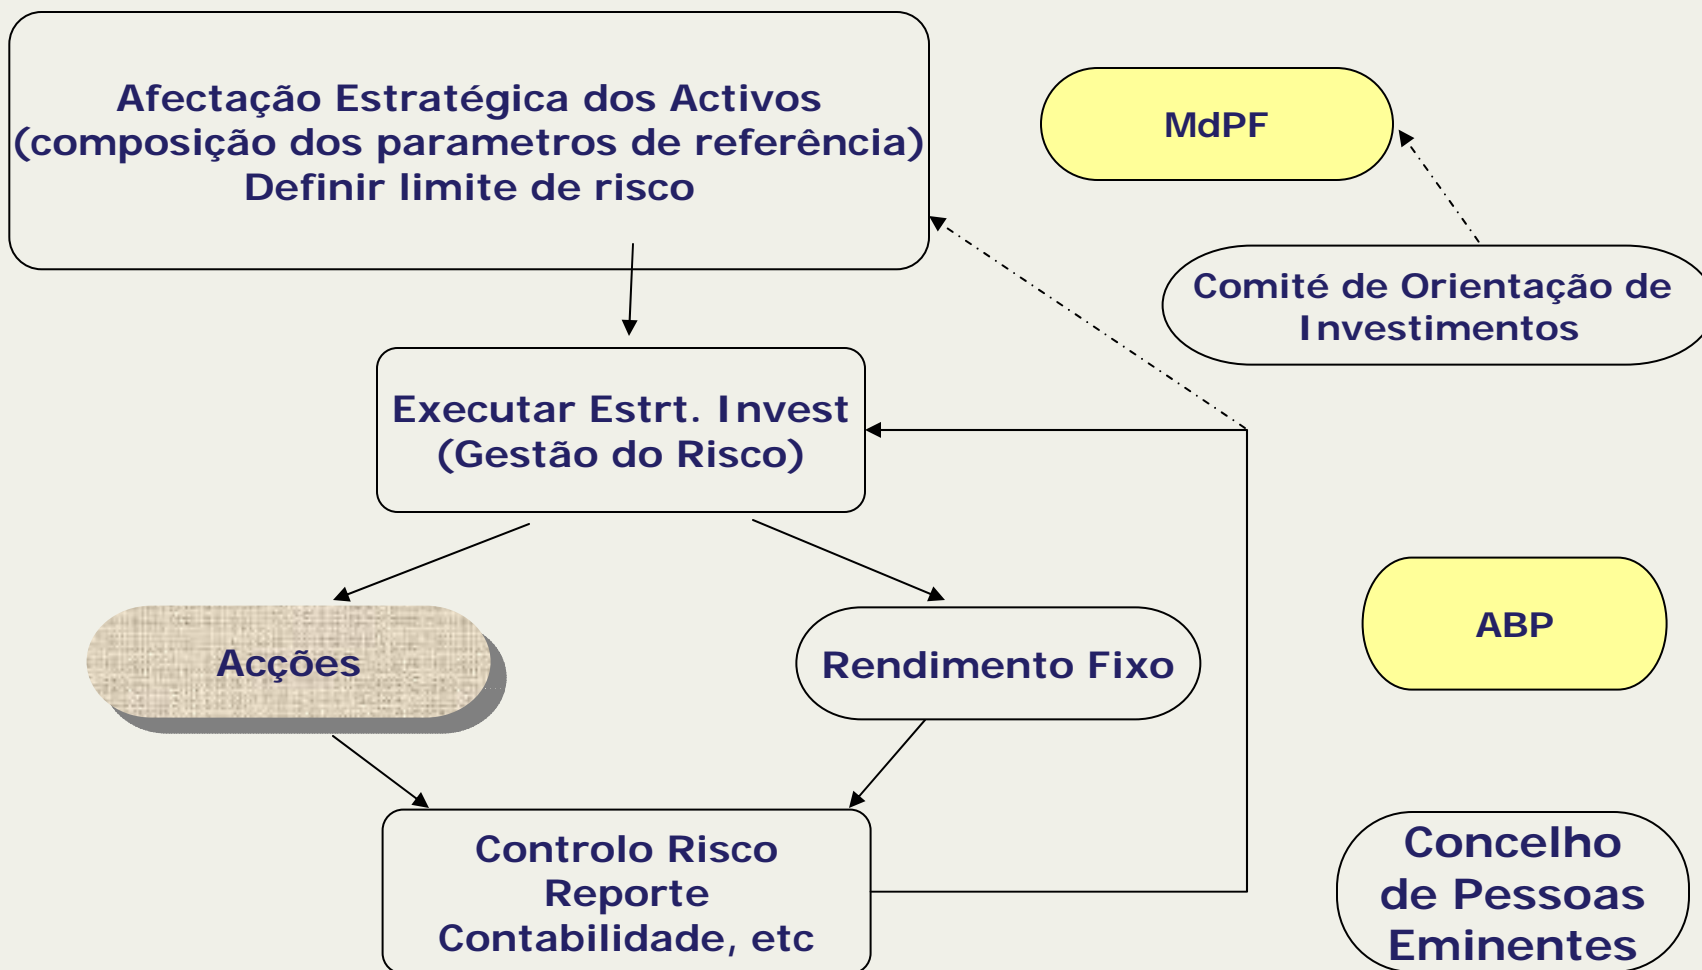 Afectação Estratégica dos Activos
(composição dos parametros de referência)
Definir limite de risco
MdPF
Comité de Orientação de
Investimentos
Executar Estrt. Invest
(Gestão do Risco)
Acções
Rendimento Fixo
ABP
Controlo Risco
Reporte
Contabilidade, etc
Concelho
de Pessoas
Eminentes